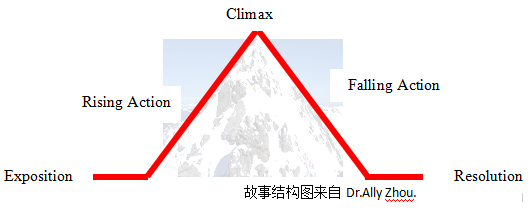 Climax
Rising Action
Falling Action
Exposition
Resolution
故事结构图来自 Dr.Ally Zhou.